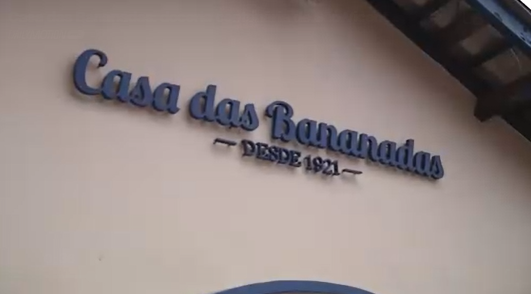 Casa das Bananadas
— DESDE 1921 —